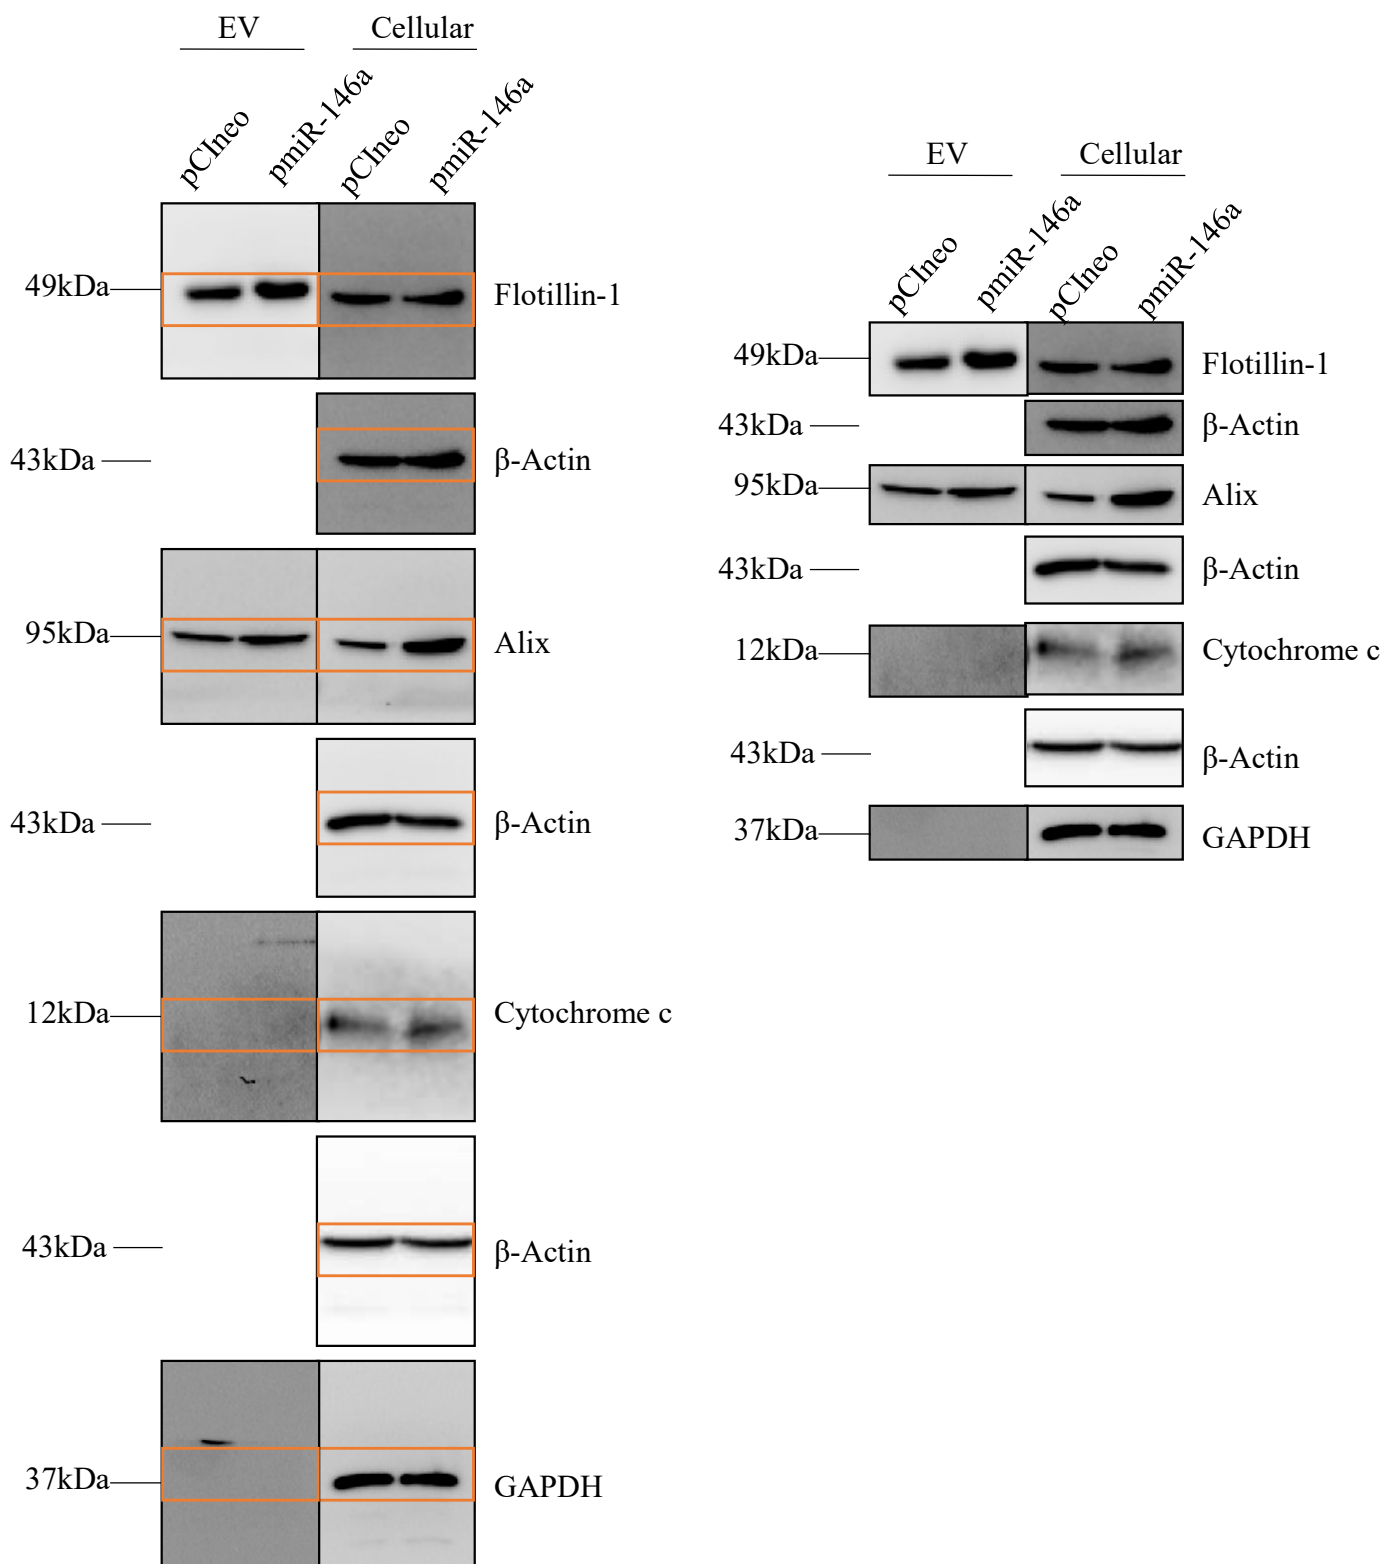 EV Cellular
pCIneo pmiR-146a pCIneo pmiR-146a
49kDa Flotillin-1
43kDa β-Actin
95kDa Alix
43kDa β-Actin
12kDa Cytochrome c
43kDa β-Actin
37kDa GAPDH
EV Cellular
pCIneo pmiR-146a pCIneo pmiR-146a
49kDa Flotillin-1
43kDa β-Actin
95kDa Alix
43kDa β-Actin
12kDa Cytochrome c
43kDa β-Actin
37kDa GAPDH